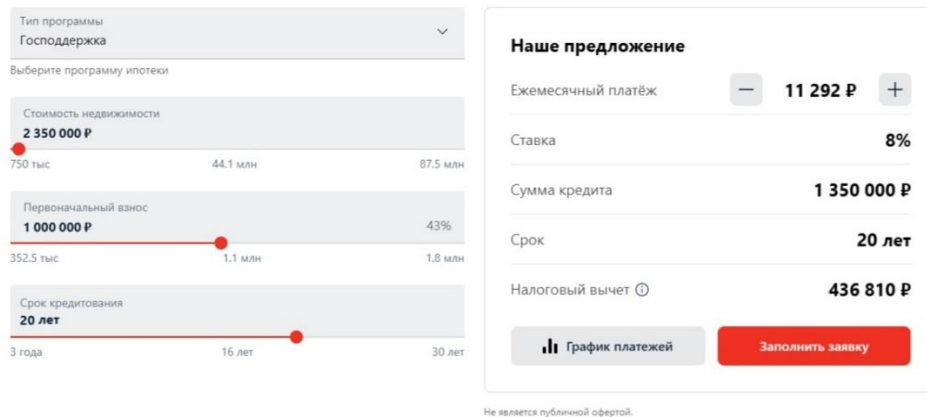 Тип программы
Господдержка
Выберите программу ипотеки
Стоимость недвижимости
2 350 000 ₽
750 тыс 44.1 млн 87.5 млн
Первоначальный взнос
1 000 000 ₽ 43%
352.5 тыс 1.1 млн 1.8 млн
Срок кредитования
20 лет
3 года 16 лет 30 лет
Наше предложение
Ежемесячный платёж — 11 292 ₽ +
Ставка 8%
Сумма кредита 1 350 000 ₽
Срок 20 лет
Налоговый вычет 436 810 ₽
График платежей Заполнить заявку
Не является публичной офертой.